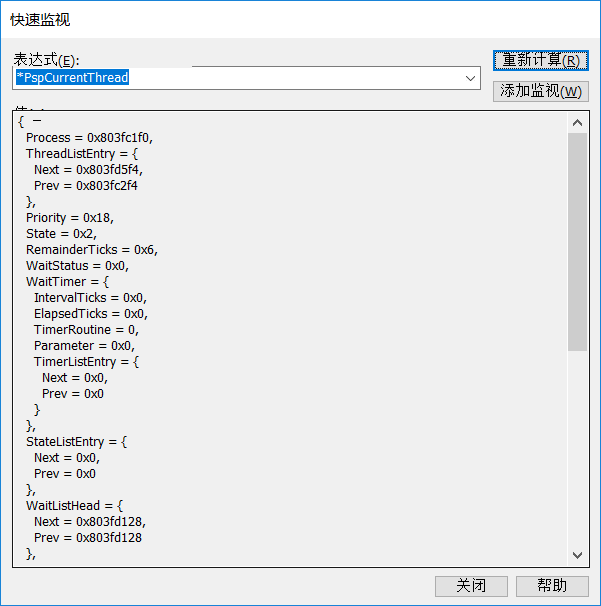 快速监视
表达式(E):
重新计算(R)
*PspCurrentThread
添加监视(W)
{
Process = 0x803fc1f0,
ThreadListEntry = {
Next = 0x803fd5f4,
Prev = 0x803fc2f4
},
Priority = 0x18,
State = 0x2,
RemainderTicks = 0x6,
WaitStatus = 0x0,
WaitTimer = {
IntervalTicks = 0x0,
ElapsedTicks = 0x0,
TimerRoutine = 0,
Parameter = 0x0,
TimerListEntry = {
Next = 0x0,
Prev = 0x0
}
},
StateListEntry = {
Next = 0x0,
Prev = 0x0
},
WaitListHead = {
Next = 0x803fd128,
Prev = 0x803fd128
},
关闭
帮助